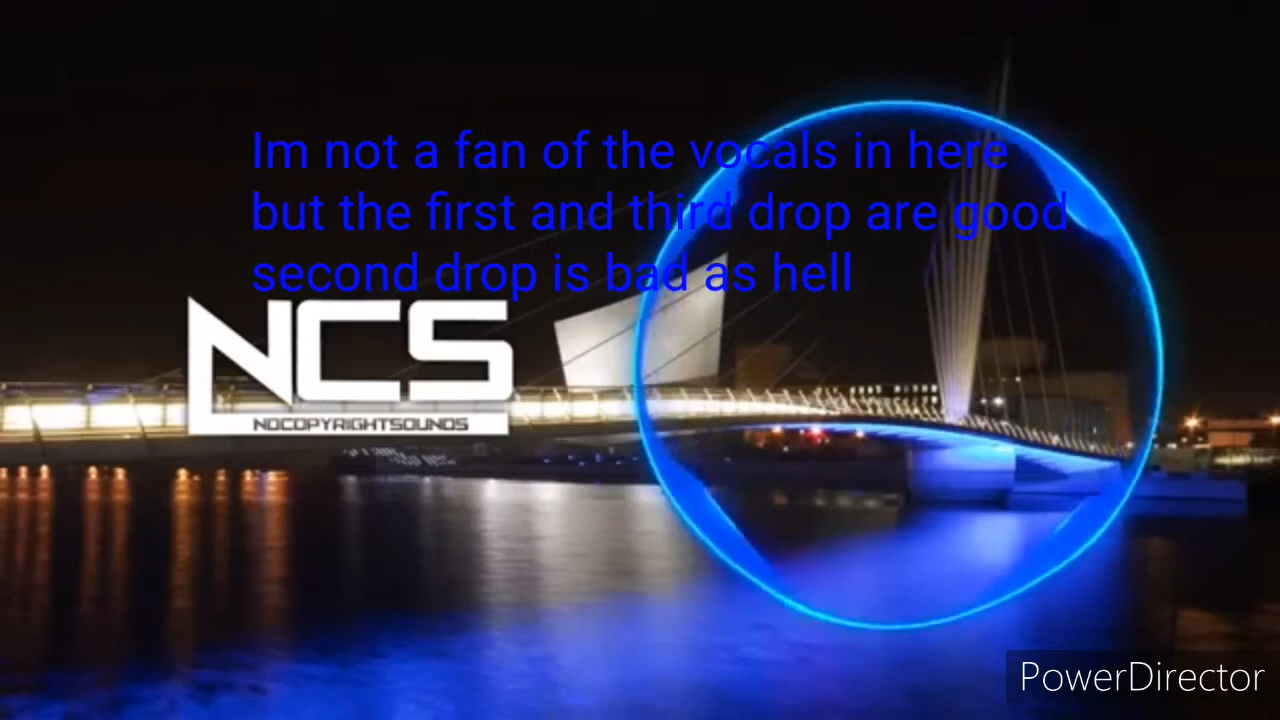 Im not a fan of the vocals in here
but the first and third drop are good
second drop is bad as hell
NCS
NOCOPYRIGHTSOUNDS
PowerDirector